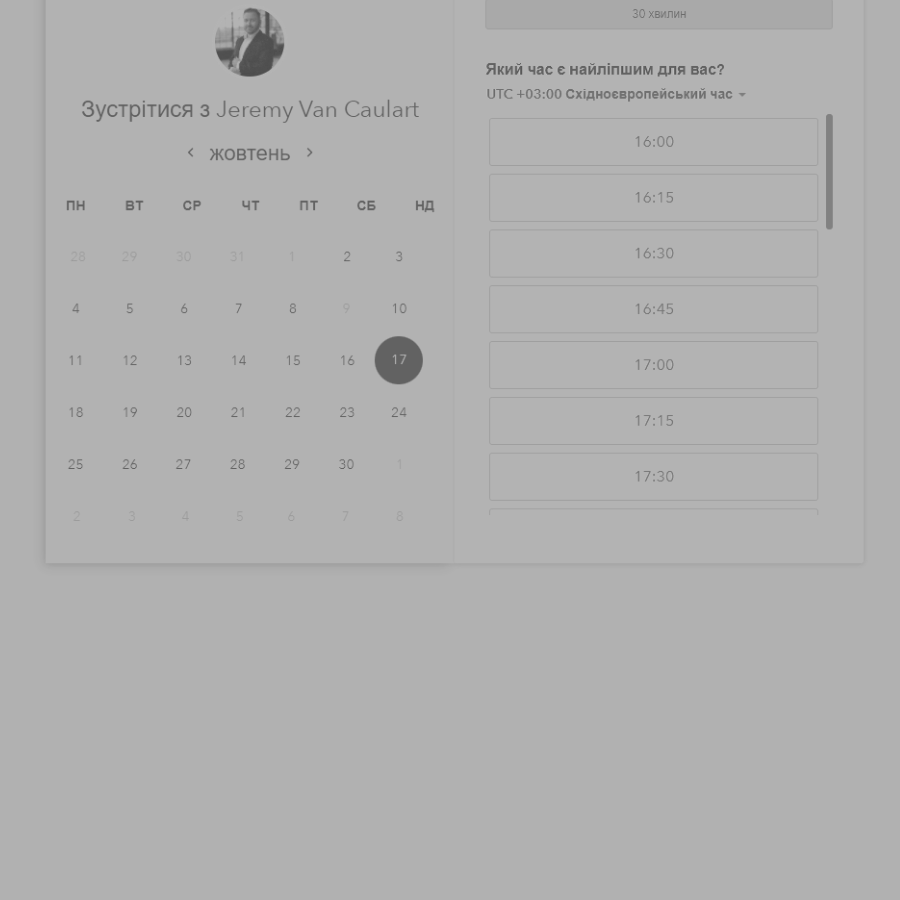 Зустрітися з Jeremy Van Caulart
жовтень
ПН ВТ СР ЧТ ПТ СБ НД
28 29 30 31 1 2 3
4 5 6 7 8 9 10
11 12 13 14 15 16 17
18 19 20 21 22 23 24
25 26 27 28 29 30 1
2 3 4 5 6 7 8
30 хвилин
Який час є найліпшим для вас?
UTC +03:00 Східноєвропейський час
16:00
16:15
16:30
16:45
17:00
17:15
17:30